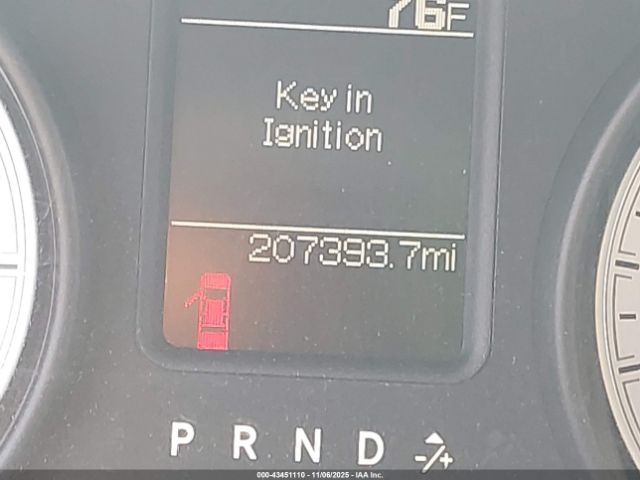 76F
Key in
Ignition
207393.7mi
P R N D -/+
000-43451110 - 11/06/2025 - IAA Inc.